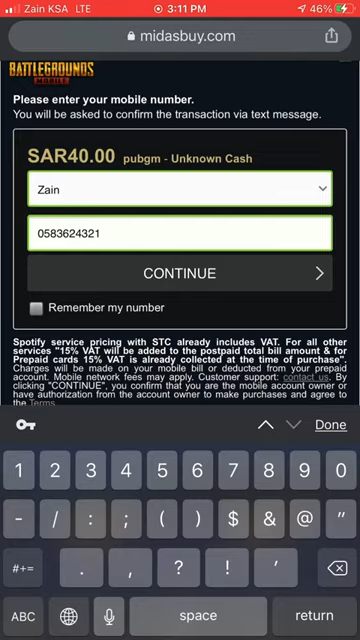 Zain KSA LTE 3:11 PM 46%
midasbuy.com
BATTLEGROUNDS
MOBILE
Please enter your mobile number.
You will be asked to confirm the transaction via text message.
SAR40.00 pubgm - Unknown Cash
Zain
0583624321
CONTINUE
Remember my number
Spotify service pricing with STC already includes VAT. For all other
services "15% VAT will be added to the postpaid total bill amount & for
Prepaid cards 15% VAT is already collected at the time of purchase".
Charges will be made on your mobile bill or deducted from your prepaid
account. Mobile network fees may apply. Customer support: contact us. By
clicking "CONTINUE", you confirm that you are the mobile account owner or
have authorization from the account owner to make purchases and agree to
the Terms
Done
1 2 3 4 5 6 7 8 9 0
- / : ; ( ) $ & @ "
#+= . , ? ! '
ABC space return